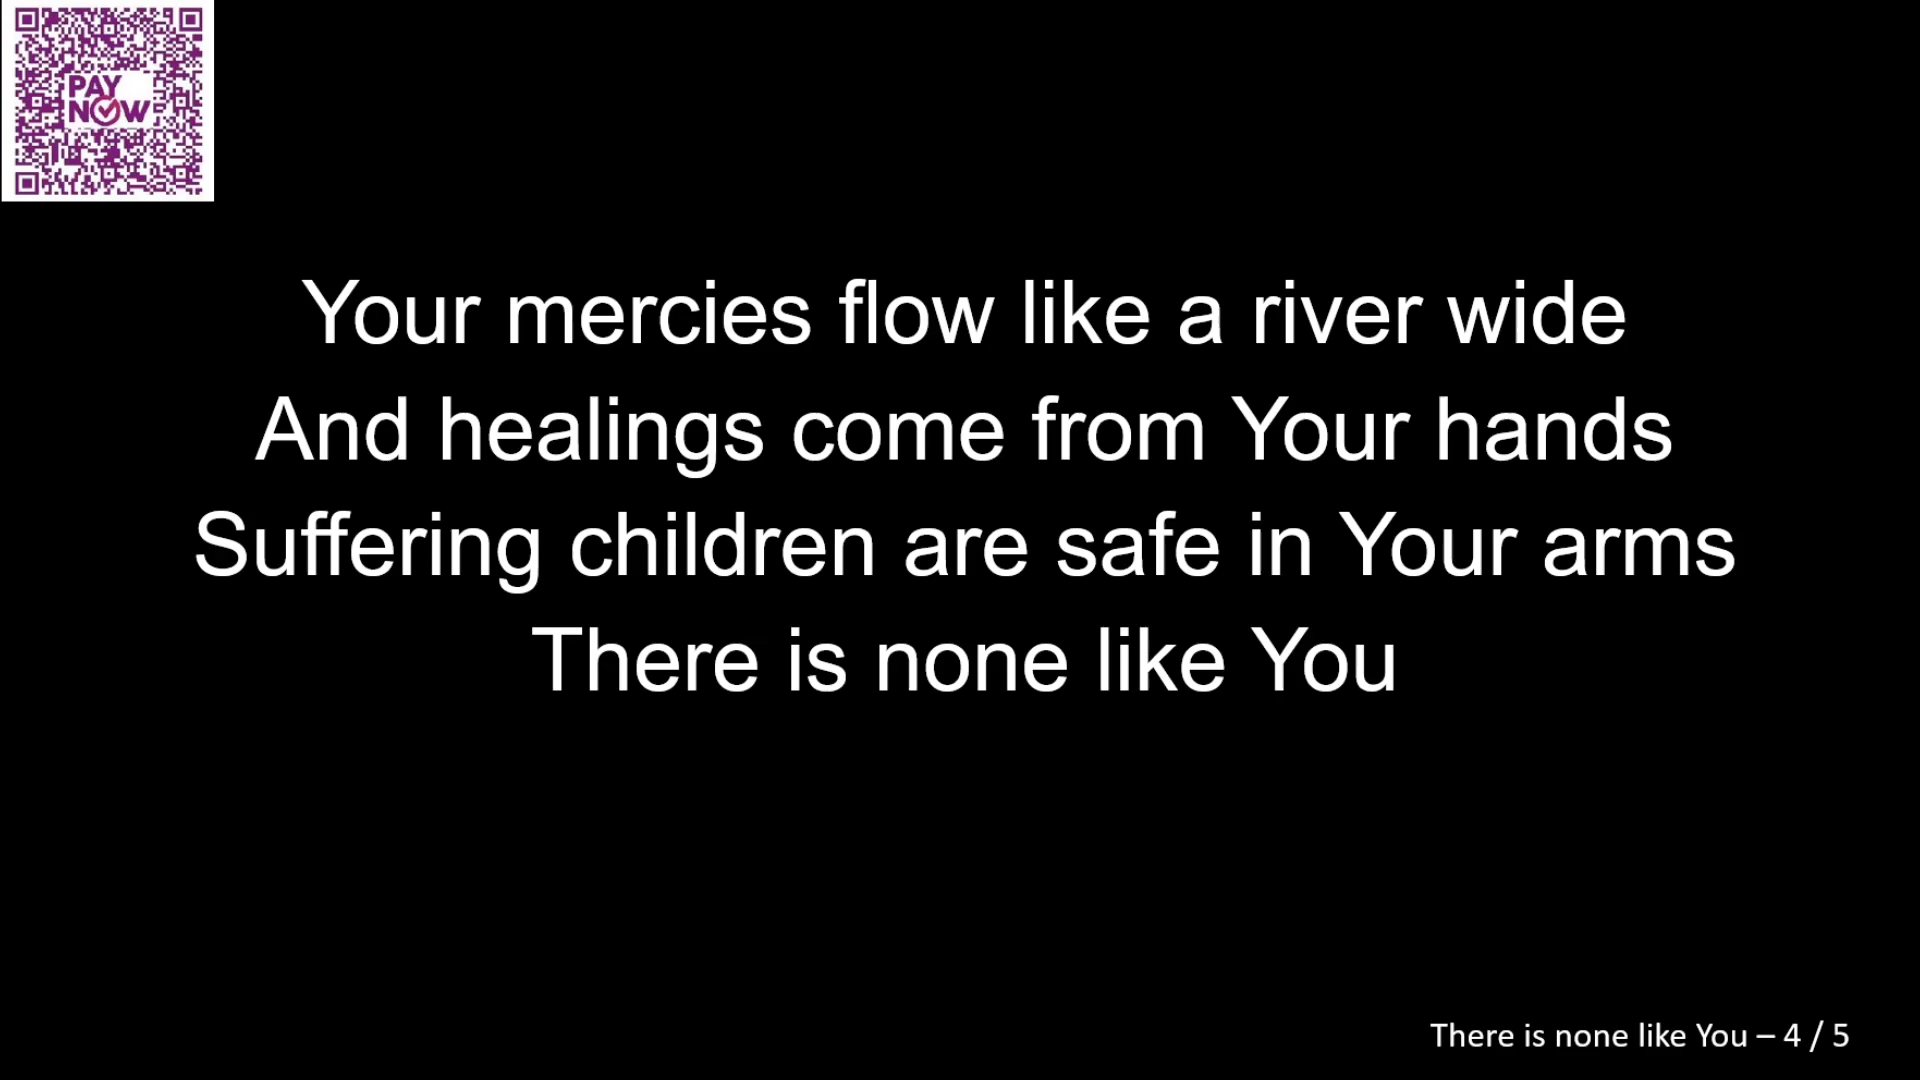 PAY
NOW
Your mercies flow like a river wide
And healings come from Your hands
Suffering children are safe in Your arms
There is none like You
There is none like You – 4 / 5